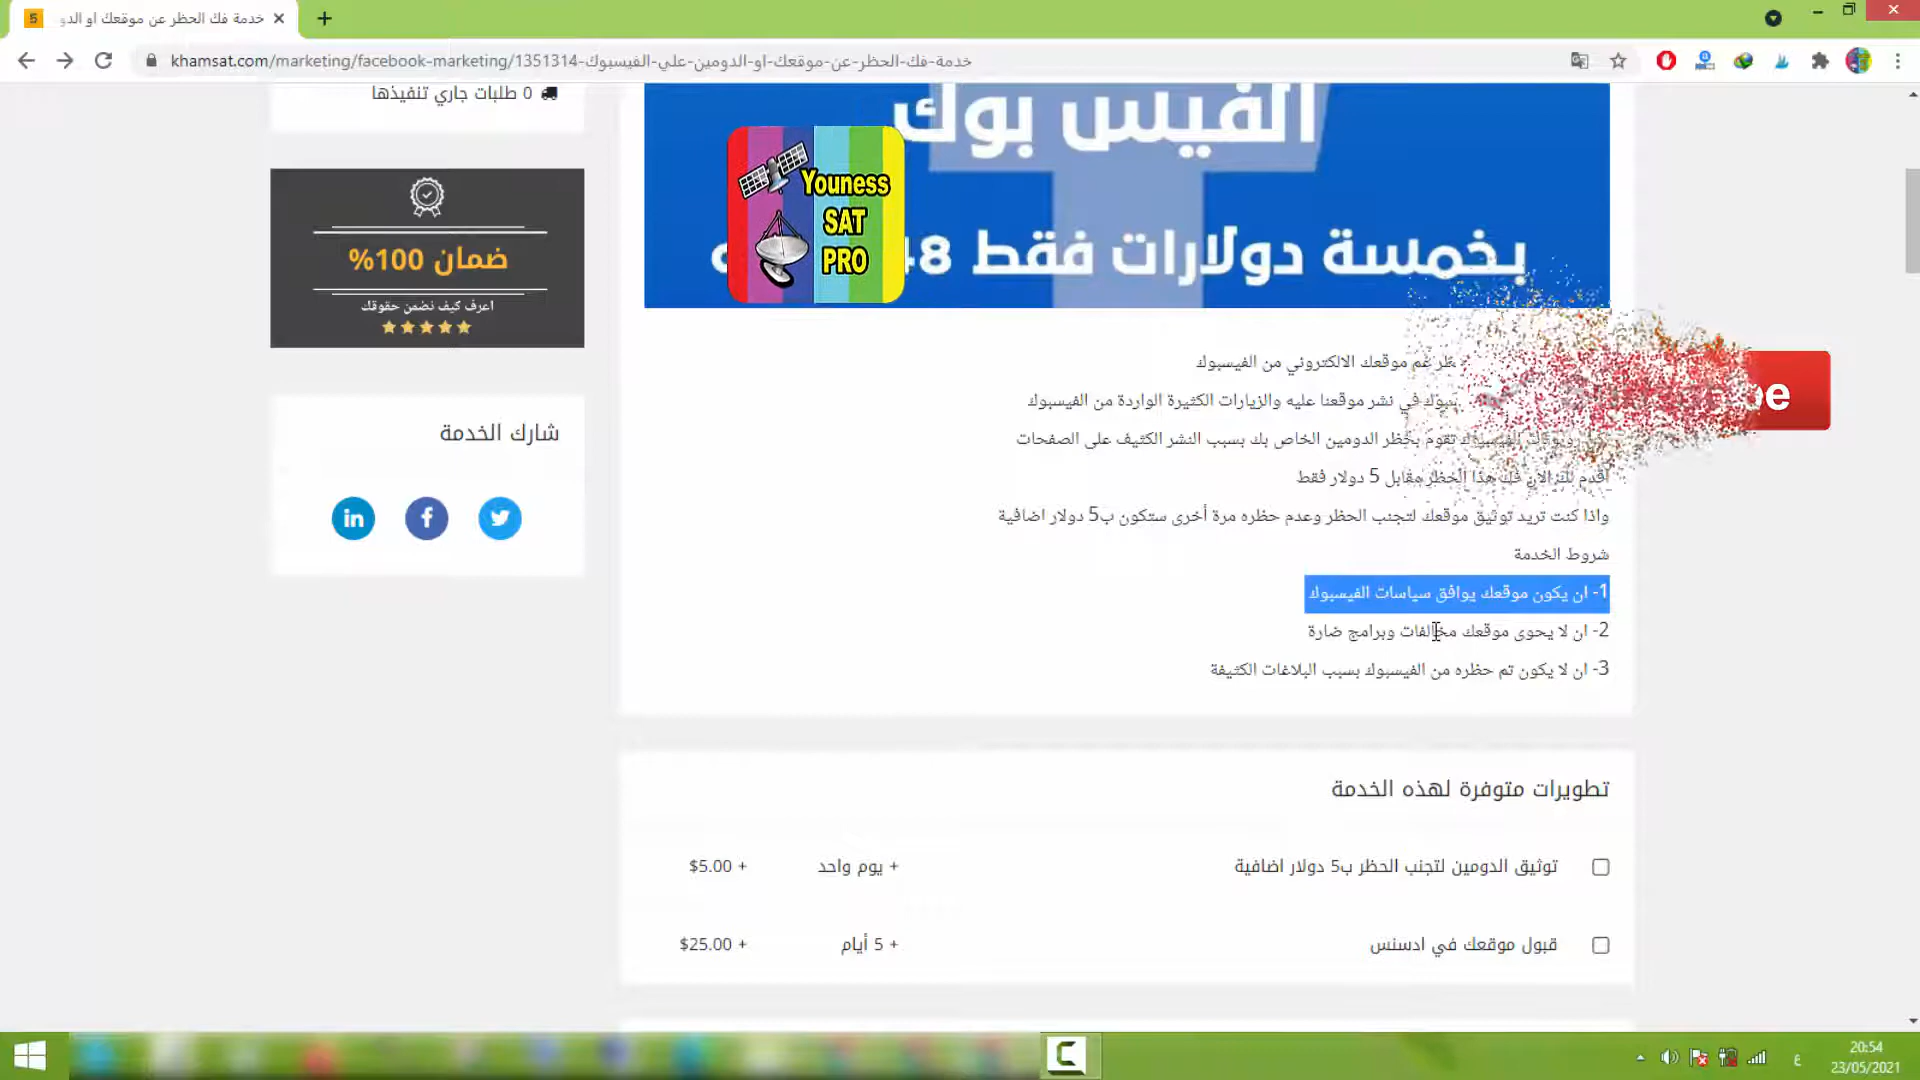 خدمة فك الحظر عن موقعك او الدو
khamsat.com/marketing/facebook-marketing/1351314-خدمة-فك-الحظر-عن-موقعك-او-الدومين-علي-الفيسبوك
0 طلبات جاري تنفيذها
الفيس بوك
Youness
SAT
PRO
بخمسة دولارات فقط 48
ضمان 100%
اعرف كيف نضمن حقوقك
شارك الخدمة
موقعك الالكتروني من الفيسبوك
في نشر موقعنا عليه والزيارات الكثيرة الواردة من الفيسبوك
الفيسبوك تقوم بحظر الدومين الخاص بك بسبب النشر الكثيف على الصفحات
اقدم لك الان فك هذا الحظر مقابل 5 دولار فقط
واذا كنت تريد توثيق موقعك لتجنب الحظر وعدم حظره مرة أخرى ستكون ب5 دولار اضافية
شروط الخدمة
1- ان يكون موقعك يوافق سياسات الفيسبوك
2- ان لا يحوى موقعك مخالفات وبرامج ضارة
3- ان لا يكون تم حظره من الفيسبوك بسبب البلاغات الكثيفة
تطويرات متوفرة لهذه الخدمة
توثيق الدومين لتجنب الحظر ب5 دولار اضافية + يوم واحد + $5.00
قبول موقعك في ادسنس + 5 أيام + $25.00
ع
20:54
23/05/2021